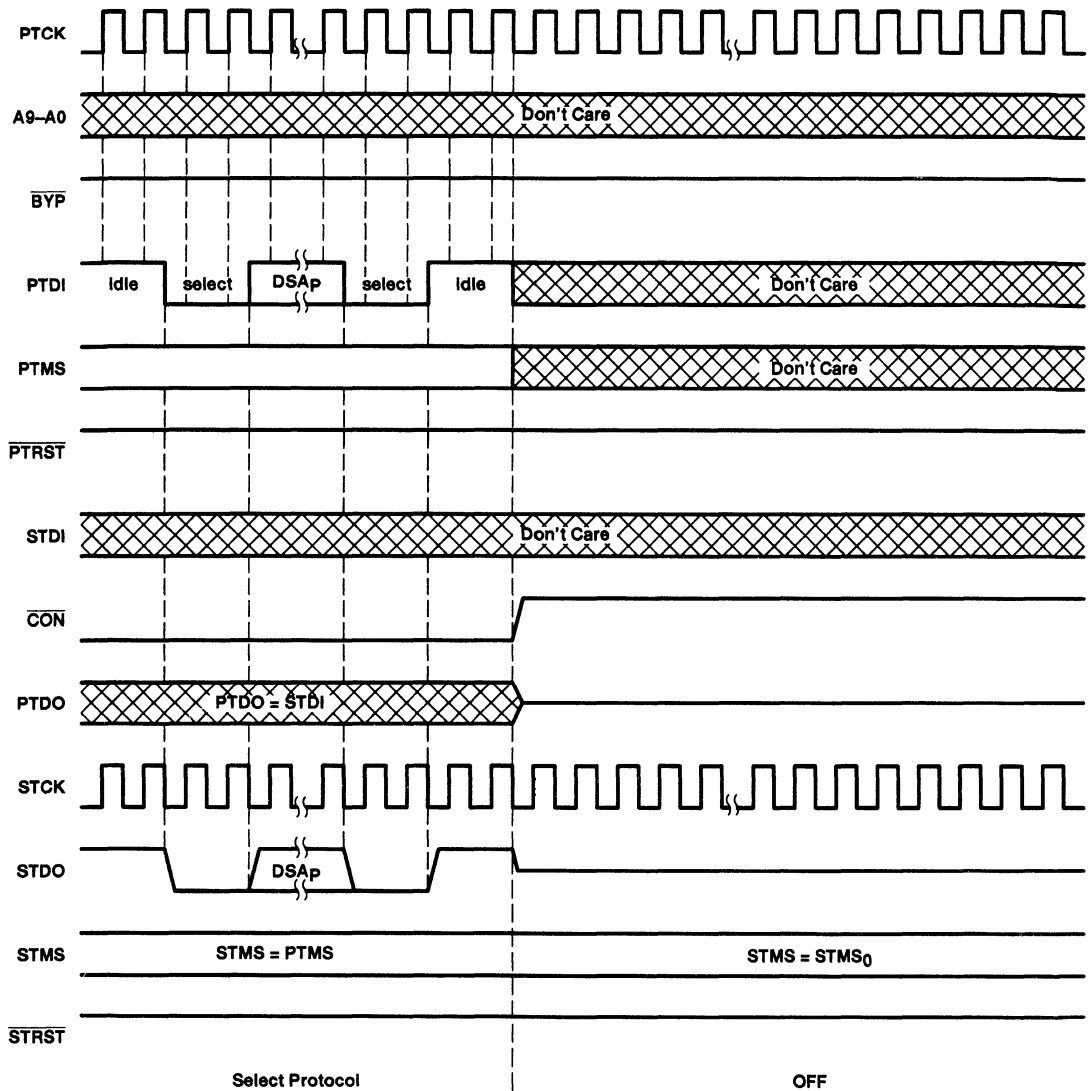 PTCK
A9–A0
Don't Care
BYP
PTDI
idle
select
DSAP
select
idle
Don't Care
PTMS
Don't Care
PTRST
STDI
Don't Care
CON
PTDO
PTDO = STDI
STCK
STDO
DSAP
STMS
STMS = PTMS
STMS = STMS0
STRST
Select Protocol
OFF